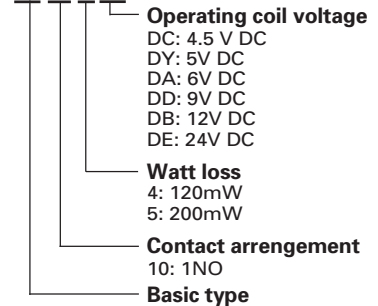 Operating coil voltage
DC: 4.5 V DC
DY: 5V DC
DA: 6V DC
DD: 9V DC
DB: 12V DC
DE: 24V DC
Watt loss
4: 120mW
5: 200mW
Contact arrengement
10: 1NO
Basic type